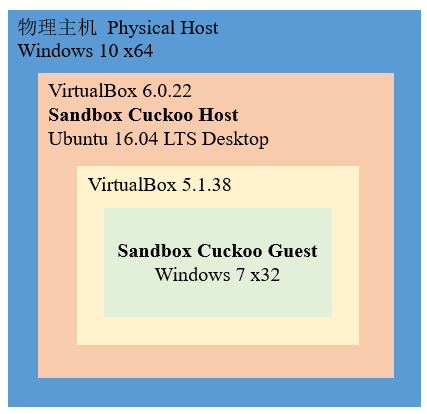 物理主机 Physical Host
Windows 10 x64
VirtualBox 6.0.22
Sandbox Cuckoo Host
Ubuntu 16.04 LTS Desktop
VirtualBox 5.1.38
Sandbox Cuckoo Guest
Windows 7 x32